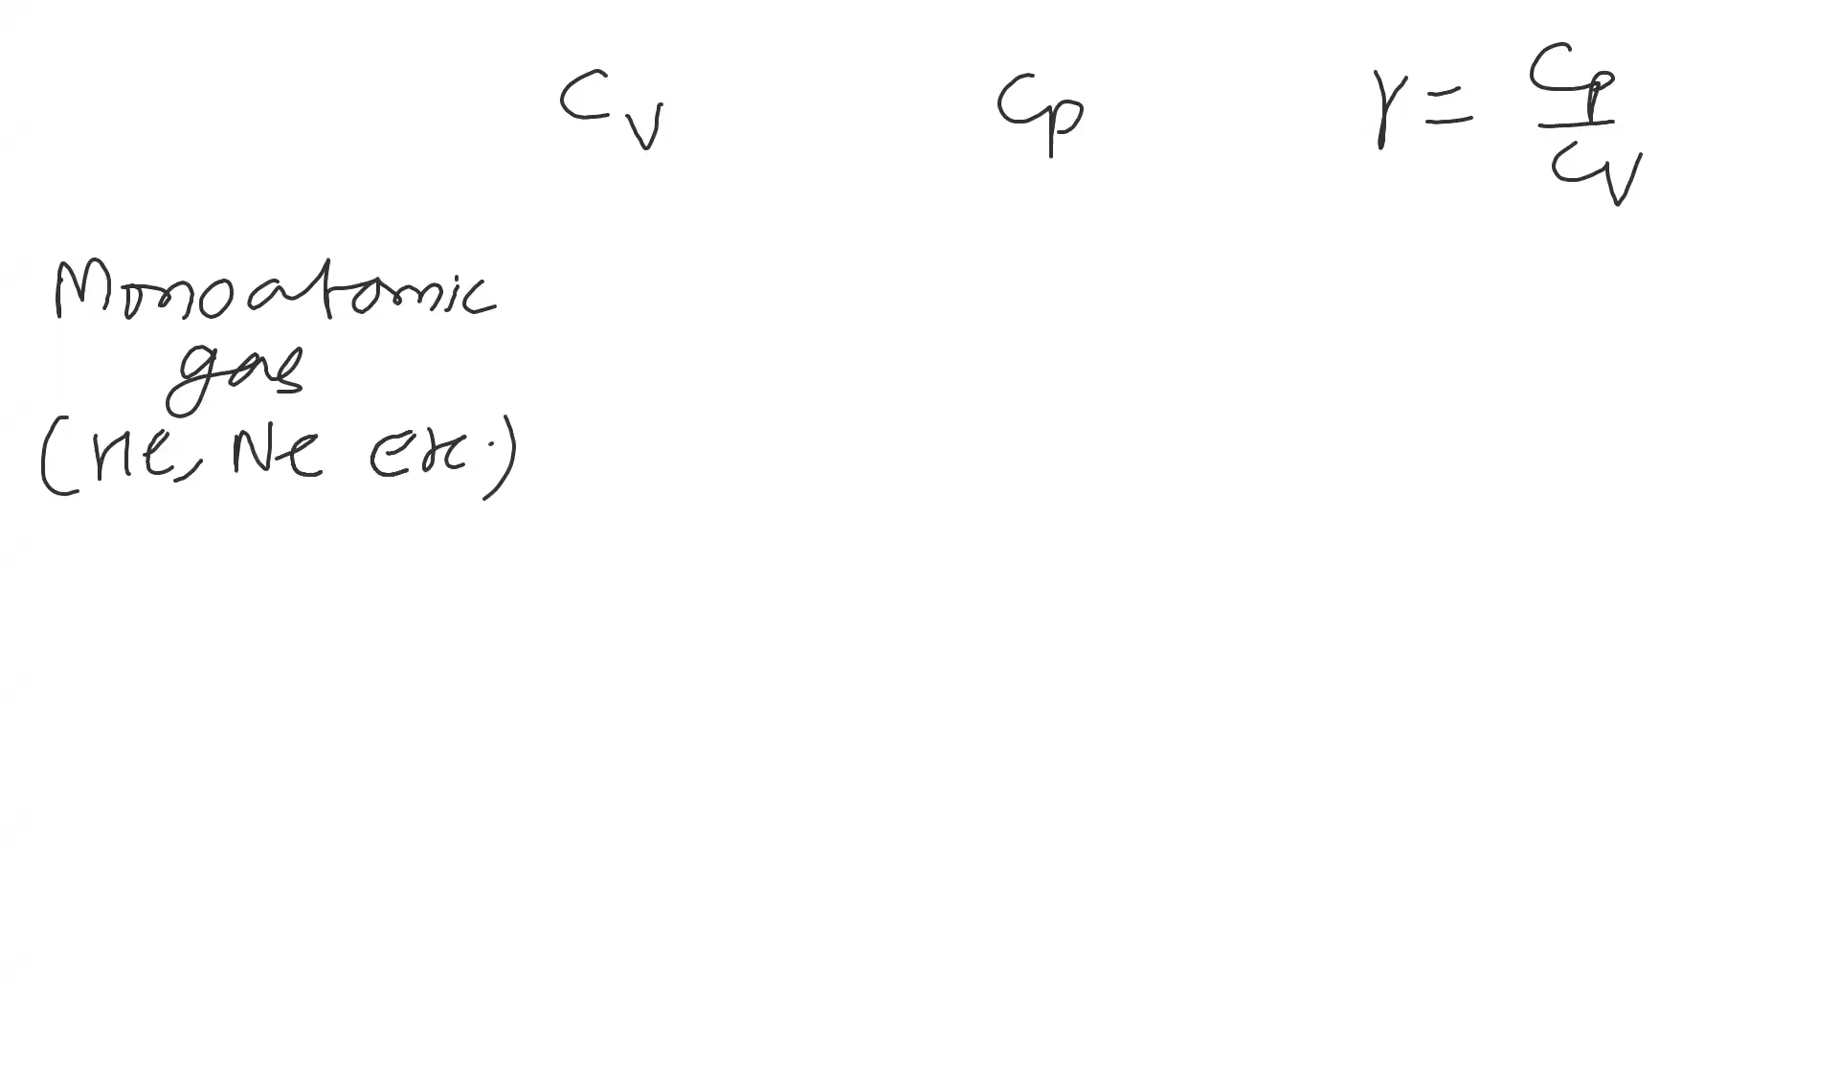 Cv Cp γ = Cp/Cv
Monoatomic
gas
(He, Ne etc.)